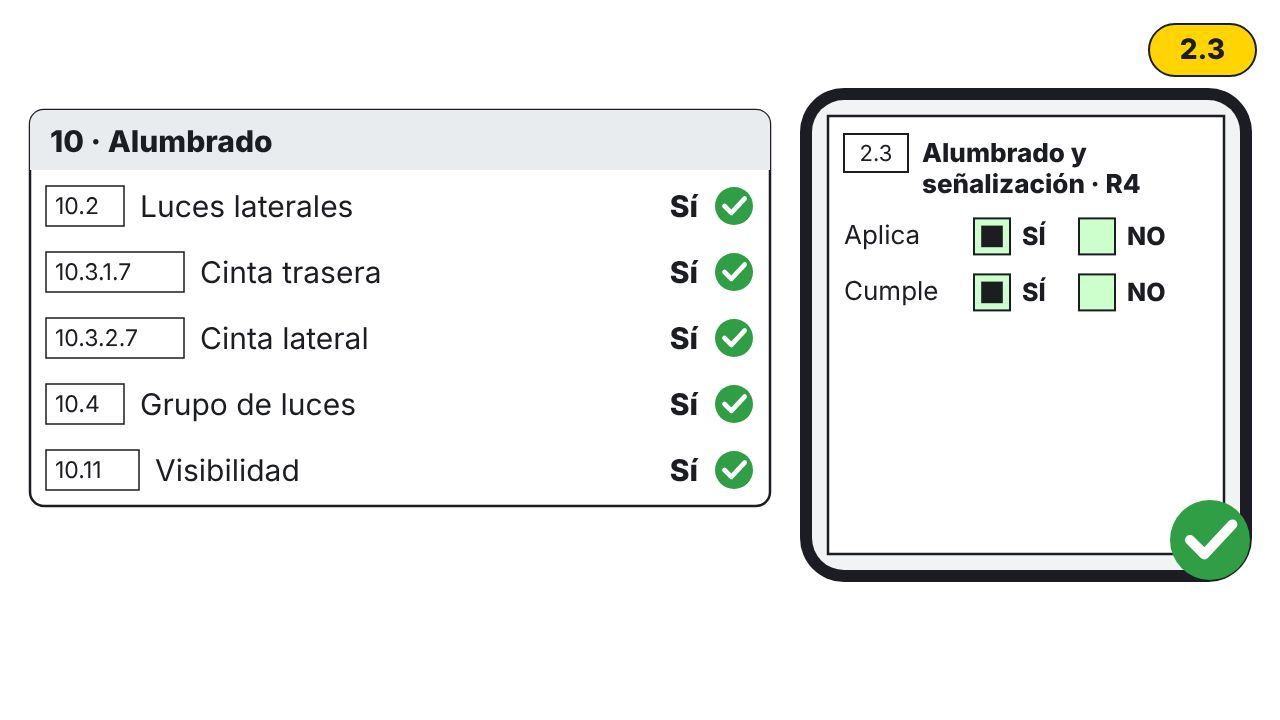 2.3
10 · Alumbrado
10.2 Luces laterales Sí
10.3.1.7 Cinta trasera Sí
10.3.2.7 Cinta lateral Sí
10.4 Grupo de luces Sí
10.11 Visibilidad Sí
2.3 Alumbrado y
señalización · R4
Aplica SÍ NO
Cumple SÍ NO